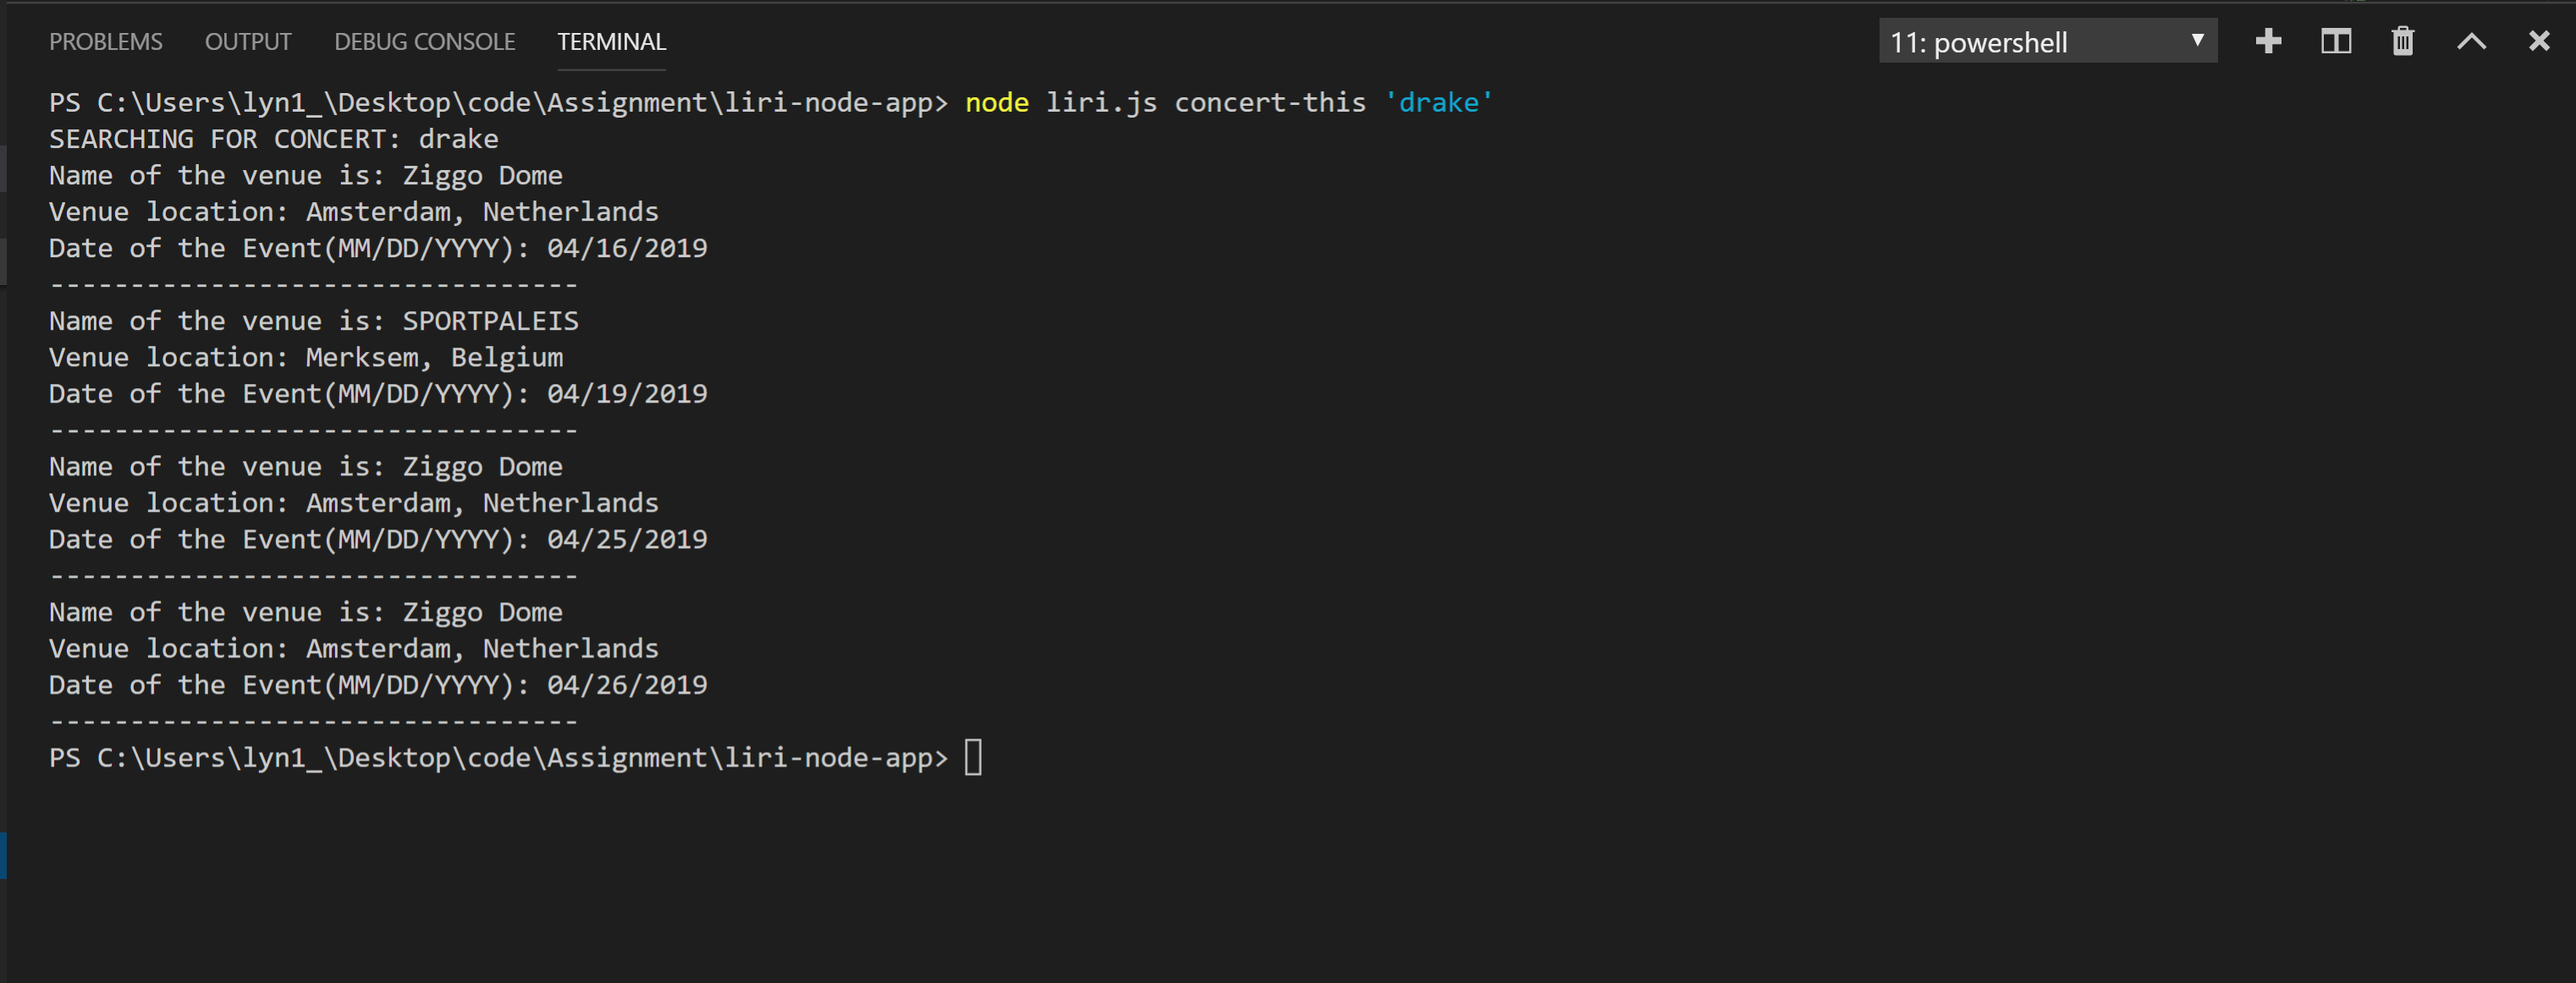 PROBLEMS OUTPUT DEBUG CONSOLE TERMINAL 11: powershell
PS C:\Users\lyn1_\Desktop\code\Assignment\liri-node-app> node liri.js concert-this 'drake'
SEARCHING FOR CONCERT: drake
Name of the venue is: Ziggo Dome
Venue location: Amsterdam, Netherlands
Date of the Event(MM/DD/YYYY): 04/16/2019
---------------------------------
Name of the venue is: SPORTPALEIS
Venue location: Merksem, Belgium
Date of the Event(MM/DD/YYYY): 04/19/2019
---------------------------------
Name of the venue is: Ziggo Dome
Venue location: Amsterdam, Netherlands
Date of the Event(MM/DD/YYYY): 04/25/2019
---------------------------------
Name of the venue is: Ziggo Dome
Venue location: Amsterdam, Netherlands
Date of the Event(MM/DD/YYYY): 04/26/2019
---------------------------------
PS C:\Users\lyn1_\Desktop\code\Assignment\liri-node-app>